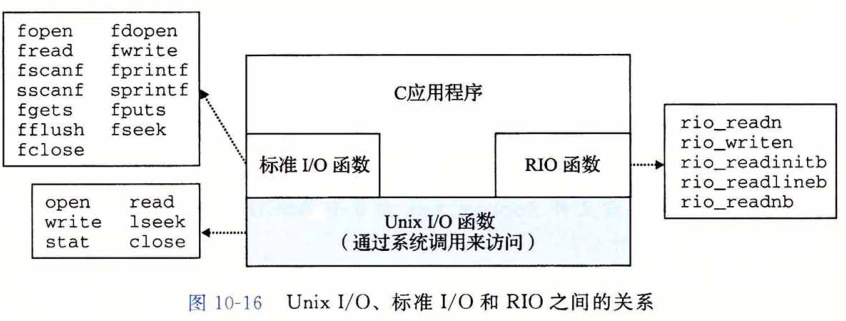 fopen fdopen
fread fwrite
fscanf fprintf
sscanf sprintf
fgets fputs
fflush fseek
fclose
C应用程序
标准 I/O 函数
RIO 函数
rio_readn
rio_writen
rio_readinitb
rio_readlineb
rio_readnb
open read
write lseek
stat close
Unix I/O 函数
(通过系统调用来访问)
图 10-16 Unix I/O、标准 I/O 和 RIO 之间的关系